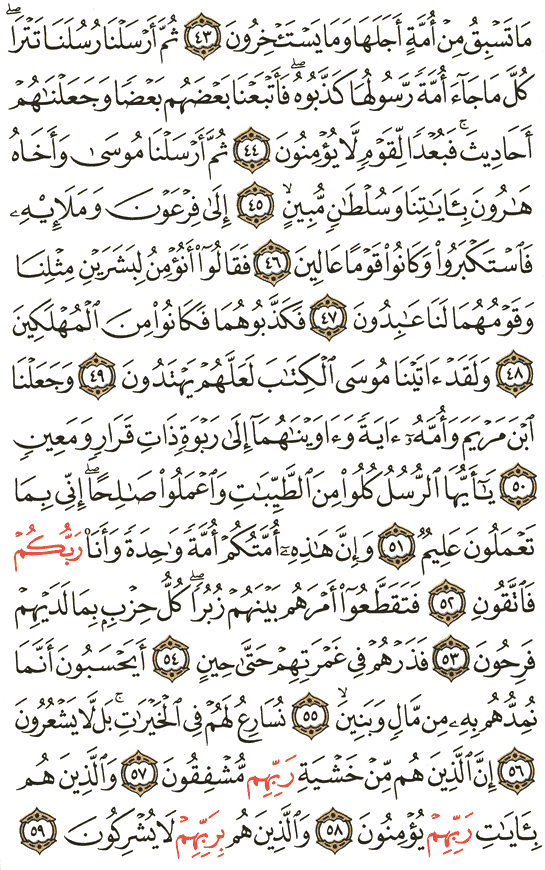 مَا تَسۡبِقُ مِنۡ أُمَّةٍ أَجَلَهَا وَمَا يَسۡتَـٔۡخِرُونَ ٤٣ ثُمَّ أَرۡسَلۡنَا رُسُلَنَا تَتۡرَاۖ
كُلَّ مَا جَآءَ أُمَّةٗ رَّسُولُهَا كَذَّبُوهُۖ فَأَتۡبَعۡنَا بَعۡضَهُم بَعۡضٗا وَجَعَلۡنَٰهُمۡ
أَحَادِيثَۚ فَبُعۡدٗا لِّقَوۡمٖ لَّا يُؤۡمِنُونَ ٤٤ ثُمَّ أَرۡسَلۡنَا مُوسَىٰ وَأَخَاهُ
هَٰرُونَ بِـَٔايَٰتِنَا وَسُلۡطَٰنٖ مُّبِينٍ ٤٥ إِلَىٰ فِرۡعَوۡنَ وَمَلَإِيْهِۦ
فَٱسۡتَكۡبَرُواْ وَكَانُواْ قَوۡمًا عَالِينَ ٤٦ فَقَالُوٓاْ أَنُؤۡمِنُ لِبَشَرَيۡنِ مِثۡلِنَا
وَقَوۡمُهُمَا لَنَا عَٰبِدُونَ ٤٧ فَكَذَّبُوهُمَا فَكَانُواْ مِنَ ٱلۡمُهۡلَكِينَ
٤٨ وَلَقَدۡ ءَاتَيۡنَا مُوسَى ٱلۡكِتَٰبَ لَعَلَّهُمۡ يَهۡتَدُونَ ٤٩ وَجَعَلۡنَا
ٱبۡنَ مَرۡيَمَ وَأُمَّهُۥٓ ءَايَةٗ وَءَاوَيۡنَٰهُمَآ إِلَىٰ رَبۡوَةٖ ذَاتِ قَرَارٖ وَمَعِينٖ
٥٠ يَٰٓأَيُّهَا ٱلرُّسُلُ كُلُواْ مِنَ ٱلطَّيِّبَٰتِ وَٱعۡمَلُواْ صَٰلِحًاۖ إِنِّي بِمَا
تَعۡمَلُونَ عَلِيمٞ ٥١ وَإِنَّ هَٰذِهِۦٓ أُمَّتُكُمۡ أُمَّةٗ وَٰحِدَةٗ وَأَنَا۠ رَبُّكُمۡ
فَٱتَّقُونِ ٥٢ فَتَقَطَّعُوٓاْ أَمۡرَهُم بَيۡنَهُمۡ زُبُرٗاۖ كُلُّ حِزۡبِۭ بِمَا لَدَيۡهِمۡ
فَرِحُونَ ٥٣ فَذَرۡهُمۡ فِي غَمۡرَتِهِمۡ حَتَّىٰ حِينٍ ٥٤ أَيَحۡسَبُونَ أَنَّمَا
نُمِدُّهُم بِهِۦ مِن مَّالٖ وَبَنِينَ ٥٥ نُسَارِعُ لَهُمۡ فِي ٱلۡخَيۡرَٰتِۚ بَل لَّا يَشۡعُرُونَ
٥٦ إِنَّ ٱلَّذِينَ هُم مِّنۡ خَشۡيَةِ رَبِّهِم مُّشۡفِقُونَ ٥٧ وَٱلَّذِينَ هُم
بِـَٔايَٰتِ رَبِّهِمۡ يُؤۡمِنُونَ ٥٨ وَٱلَّذِينَ هُم بِرَبِّهِمۡ لَا يُشۡرِكُونَ ٥٩